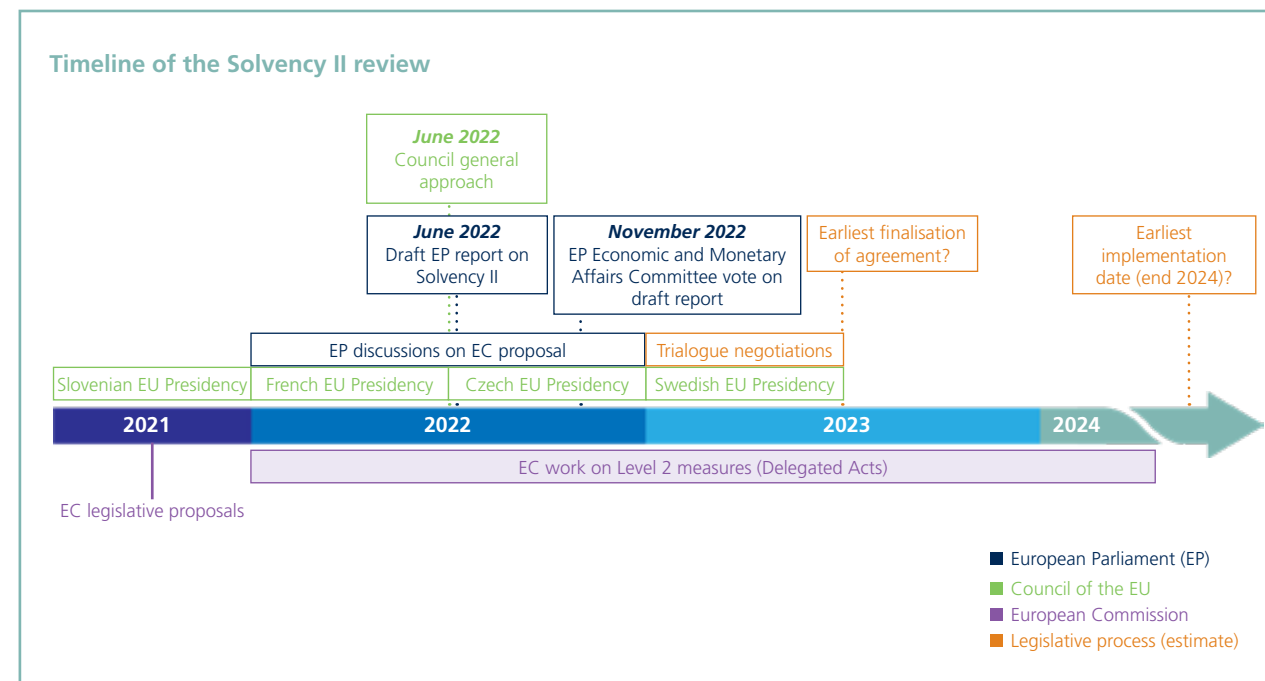 Timeline of the Solvency II review
June 2022
Council general
approach
June 2022
Draft EP report on
Solvency II
November 2022
EP Economic and Monetary
Affairs Committee vote on
draft report
Earliest finalisation
of agreement?
Earliest
implementation
date (end 2024)?
EP discussions on EC proposal
Trialogue negotiations
Slovenian EU Presidency
French EU Presidency
Czech EU Presidency
Swedish EU Presidency
2021
2022
2023
2024
EC work on Level 2 measures (Delegated Acts)
EC legislative proposals
European Parliament (EP)
Council of the EU
European Commission
Legislative process (estimate)